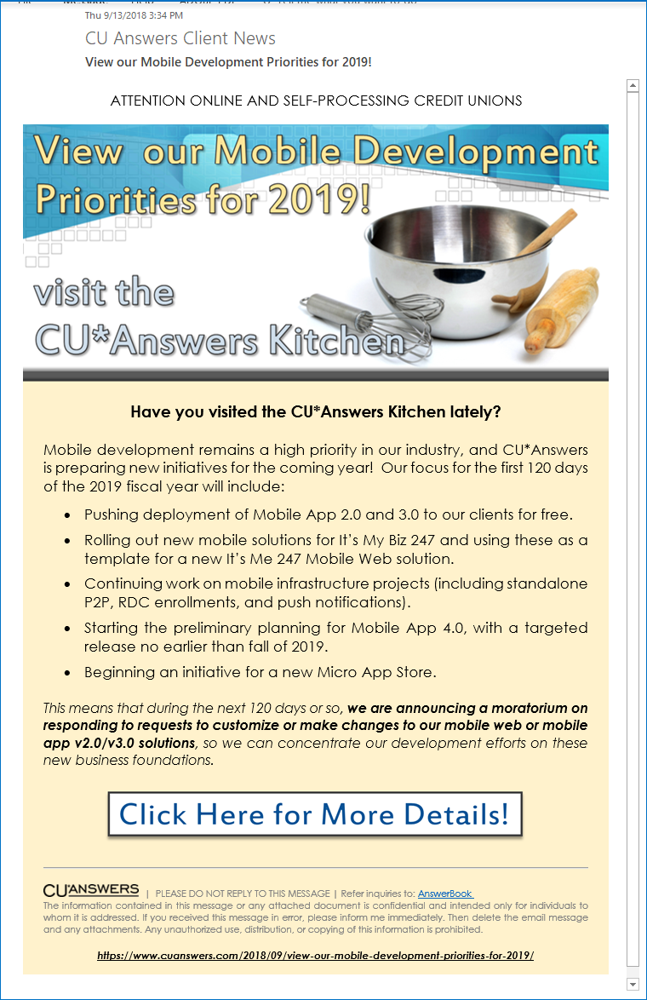 Thu 9/13/2018 3:34 PM
CU Answers Client News
View our Mobile Development Priorities for 2019!
ATTENTION ONLINE AND SELF-PROCESSING CREDIT UNIONS
View our Mobile Development
Priorities for 2019!
visit the
CU*Answers Kitchen
Have you visited the CU*Answers Kitchen lately?
Mobile development remains a high priority in our industry, and CU*Answers
is preparing new initiatives for the coming year! Our focus for the first 120 days
of the 2019 fiscal year will include:
• Pushing deployment of Mobile App 2.0 and 3.0 to our clients for free.
• Rolling out new mobile solutions for It’s My Biz 247 and using these as a
template for a new It’s Me 247 Mobile Web solution.
• Continuing work on mobile infrastructure projects (including standalone
P2P, RDC enrollments, and push notifications).
• Starting the preliminary planning for Mobile App 4.0, with a targeted
release no earlier than fall of 2019.
• Beginning an initiative for a new Micro App Store.
This means that during the next 120 days or so, we are announcing a moratorium on
responding to requests to customize or make changes to our mobile web or mobile
app v2.0/v3.0 solutions, so we can concentrate our development efforts on these
new business foundations.
Click Here for More Details!
CU*ANSWERS | PLEASE DO NOT REPLY TO THIS MESSAGE | Refer inquiries to: AnswerBook
The information contained in this message or any attached document is confidential and intended only for individuals to
whom it is addressed. If you received this message in error, please inform me immediately. Then delete the email message
and any attachments. Any unauthorized use, distribution, or copying of this information is prohibited.
https://www.cuanswers.com/2018/09/view-our-mobile-development-priorities-for-2019/